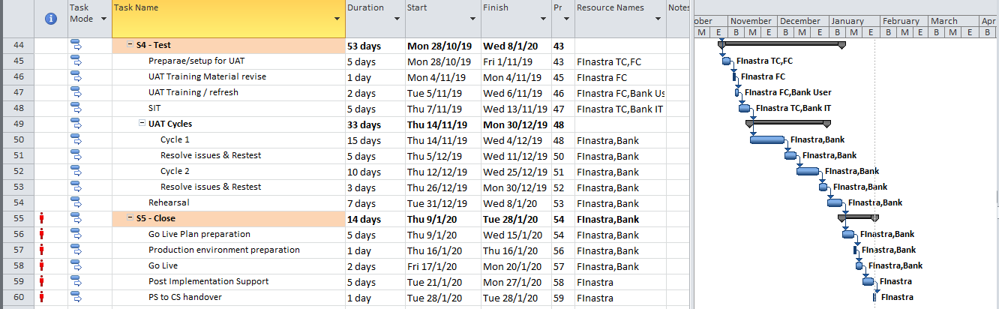 Task Mode Task Name Duration Start Finish Pr Resource Names Notes
ober November December January February March Apr
M E B M E B M E B M E B M E B M E B
44 S4 - Test 53 days Mon 28/10/19 Wed 8/1/20 43
45 Preparae/setup for UAT 5 days Mon 28/10/19 Fri 1/11/19 43 FInastra TC,FC FInastra TC,FC
46 UAT Training Material revise 1 day Mon 4/11/19 Mon 4/11/19 45 FInastra FC FInastra FC
47 UAT Training / refresh 2 days Tue 5/11/19 Wed 6/11/19 46 FInastra FC,Bank Us FInastra FC,Bank User
48 SIT 5 days Thu 7/11/19 Wed 13/11/19 47 FInastra TC,Bank IT FInastra TC,Bank IT
49 UAT Cycles 33 days Thu 14/11/19 Mon 30/12/19 48
50 Cycle 1 15 days Thu 14/11/19 Wed 4/12/19 48 FInastra,Bank FInastra,Bank
51 Resolve issues & Restest 5 days Thu 5/12/19 Wed 11/12/19 50 FInastra,Bank FInastra,Bank
52 Cycle 2 10 days Thu 12/12/19 Wed 25/12/19 51 FInastra,Bank FInastra,Bank
53 Resolve issues & Restest 3 days Thu 26/12/19 Mon 30/12/19 52 FInastra,Bank FInastra,Bank
54 Rehearsal 7 days Tue 31/12/19 Wed 8/1/20 53 FInastra,Bank FInastra,Bank
55 S5 - Close 14 days Thu 9/1/20 Tue 28/1/20 54 FInastra,Bank
56 Go Live Plan preparation 5 days Thu 9/1/20 Wed 15/1/20 54 FInastra,Bank FInastra,Bank
57 Production environment preparation 1 day Thu 16/1/20 Thu 16/1/20 56 FInastra,Bank FInastra,Bank
58 Go Live 2 days Fri 17/1/20 Mon 20/1/20 57 FInastra,Bank FInastra,Bank
59 Post Implementation Support 5 days Tue 21/1/20 Mon 27/1/20 58 FInastra FInastra
60 PS to CS handover 1 day Tue 28/1/20 Tue 28/1/20 59 FInastra FInastra